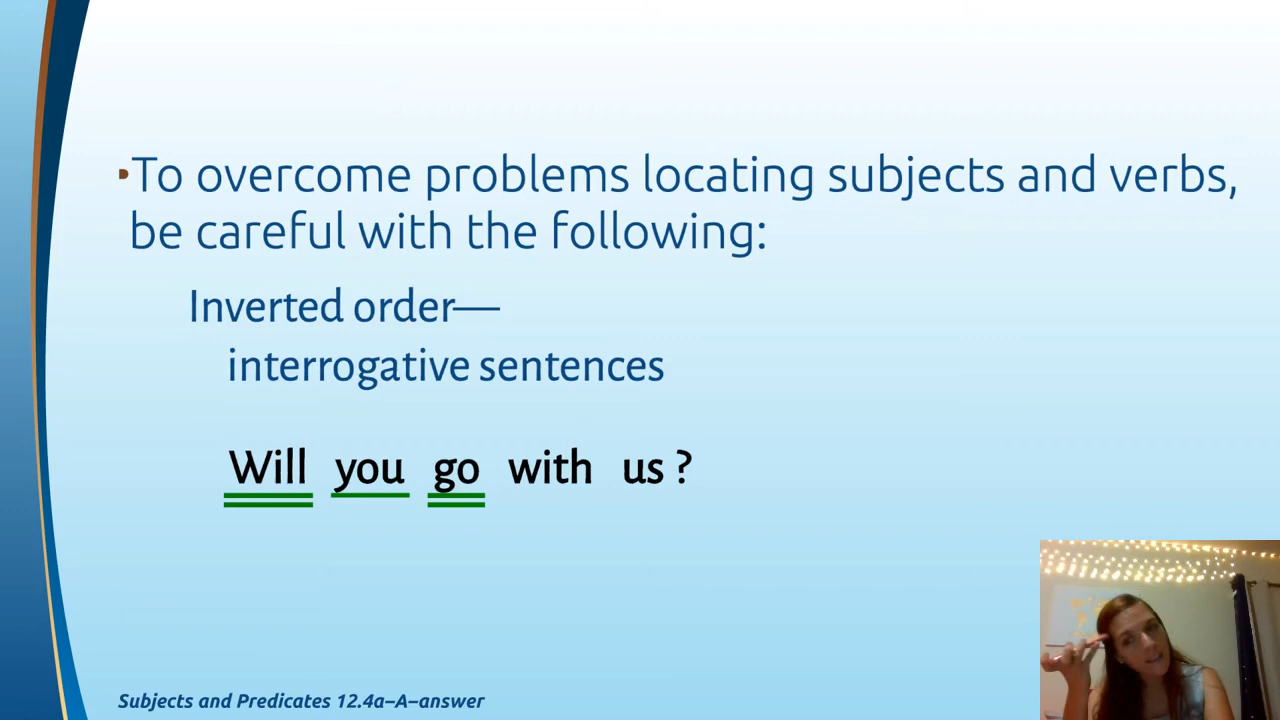 •To overcome problems locating subjects and verbs,
be careful with the following:
Inverted order—
interrogative sentences
Will you go with us ?
Subjects and Predicates 12.4a–A–answer